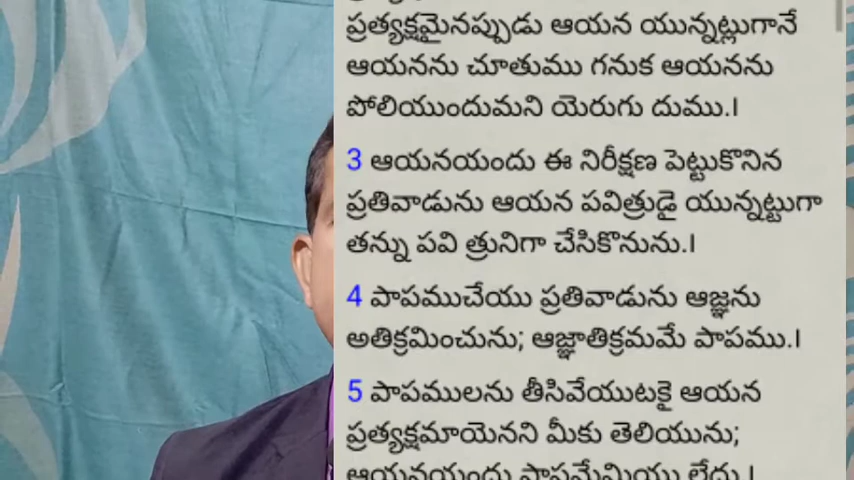 ప్రత్యక్షమైనప్పుడు ఆయన యున్నట్లుగానే
ఆయనను చూతుము గనుక ఆయనను
పోలియుందుమని యెరుగు దుము.।
3 ఆయనయందు ఈ నిరీక్షణ పెట్టుకొనిన
ప్రతివాడును ఆయన పవిత్రుడై యున్నట్టుగా
తన్ను పవి త్రునిగా చేసికొనును.।
4 పాపముచేయు ప్రతివాడును ఆజ్ఞను
అతిక్రమించును; ఆజ్ఞాతిక్రమమే పాపము.।
5 పాపములను తీసివేయుటకై ఆయన
ప్రత్యక్షమాయెనని మీకు తెలియును;
ఆయనయందు పాపమేమియు లేదు.।